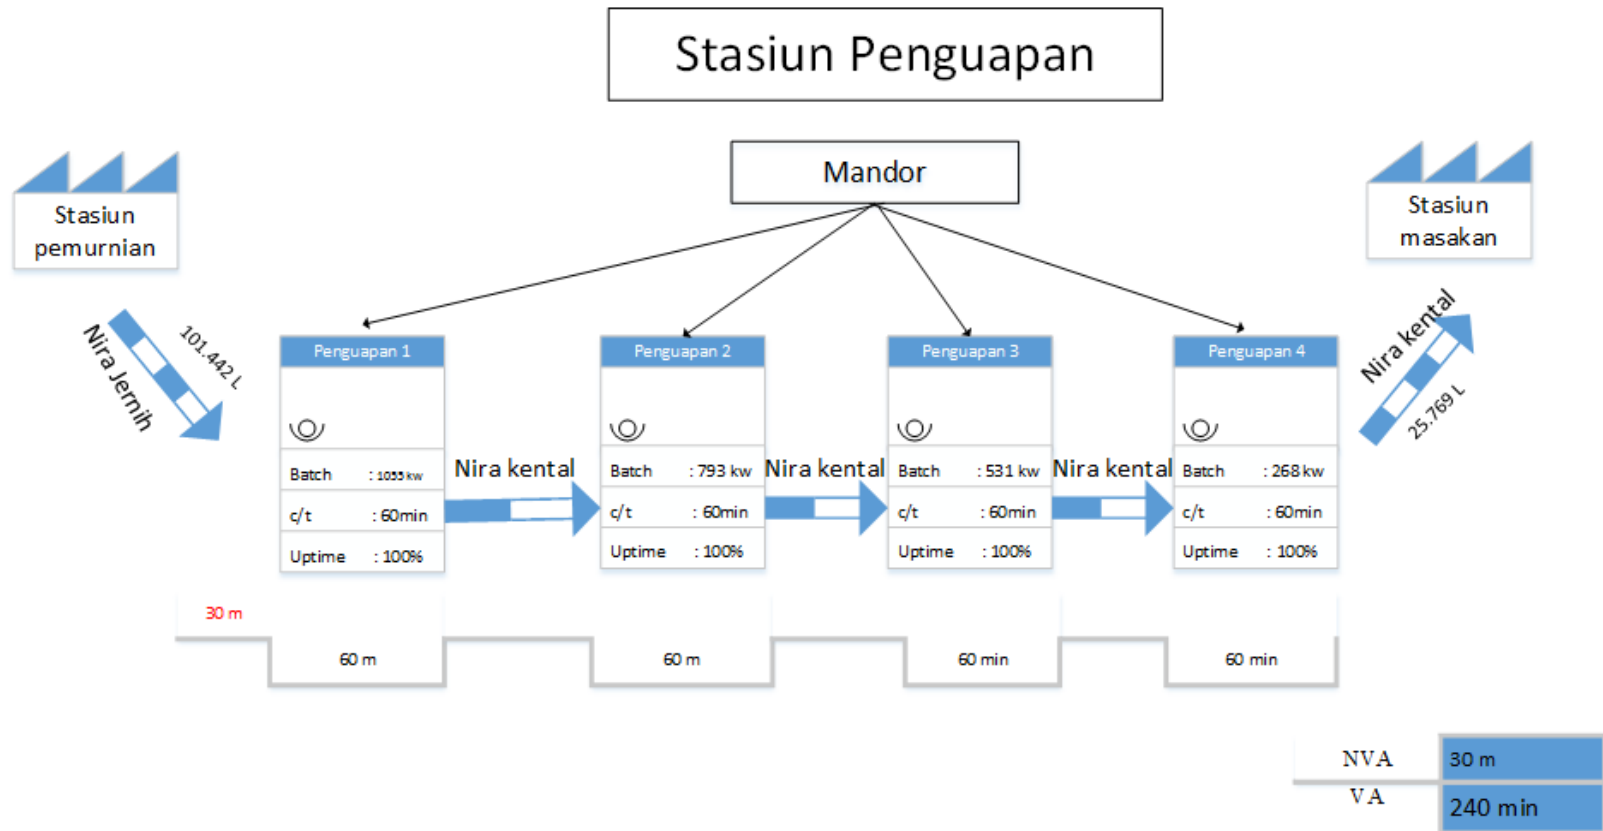 Stasiun Penguapan
Mandor
Stasiun
pemurnian
Stasiun
masakan
Nira Jernih
101.442 L
Nira kental
25.769 L
Penguapan 1
Batch : 1055 kw
c/t : 60min
Uptime : 100%
Nira kental
Penguapan 2
Batch : 793 kw
c/t : 60min
Uptime : 100%
Nira kental
Penguapan 3
Batch : 531 kw
c/t : 60min
Uptime : 100%
Nira kental
Penguapan 4
Batch : 268 kw
c/t : 60min
Uptime : 100%
30 m
60 m
60 m
60 min
60 min
NVA 30 m
VA 240 min